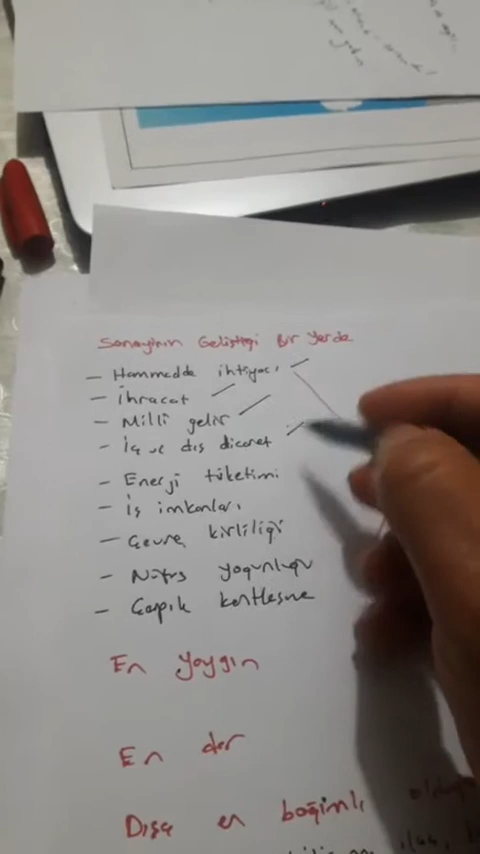 Sanayinin Geliştiği Bir Yerde
- Hammadde ihtiyacı
- ihracat
- Milli gelir
- İç ve dış dicaret
- Enerji tüketimi
- İş imkanları
- Çevre kirliliği
- Nüfus yoğunluğu
- Çarpık kentleşme
En yaygın
En dar
Dışa en bağımlı